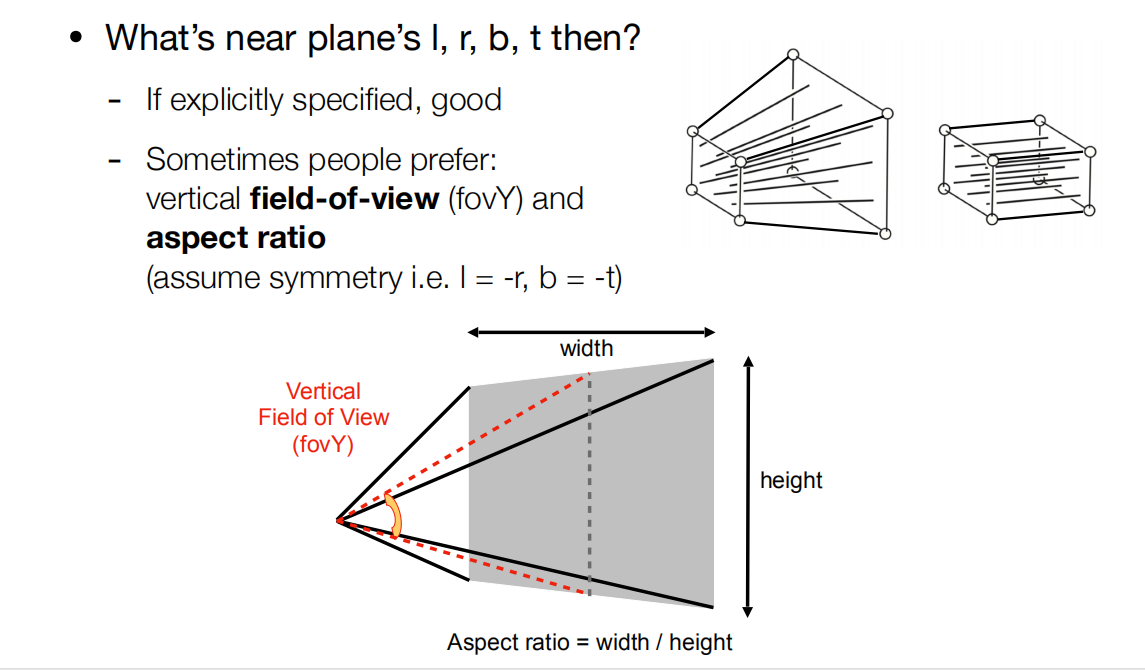 • What's near plane's l, r, b, t then?
- If explicitly specified, good
- Sometimes people prefer:
vertical field-of-view (fovY) and
aspect ratio
(assume symmetry i.e. l = -r, b = -t)
width
Vertical
Field of View
(fovY)
height
Aspect ratio = width / height